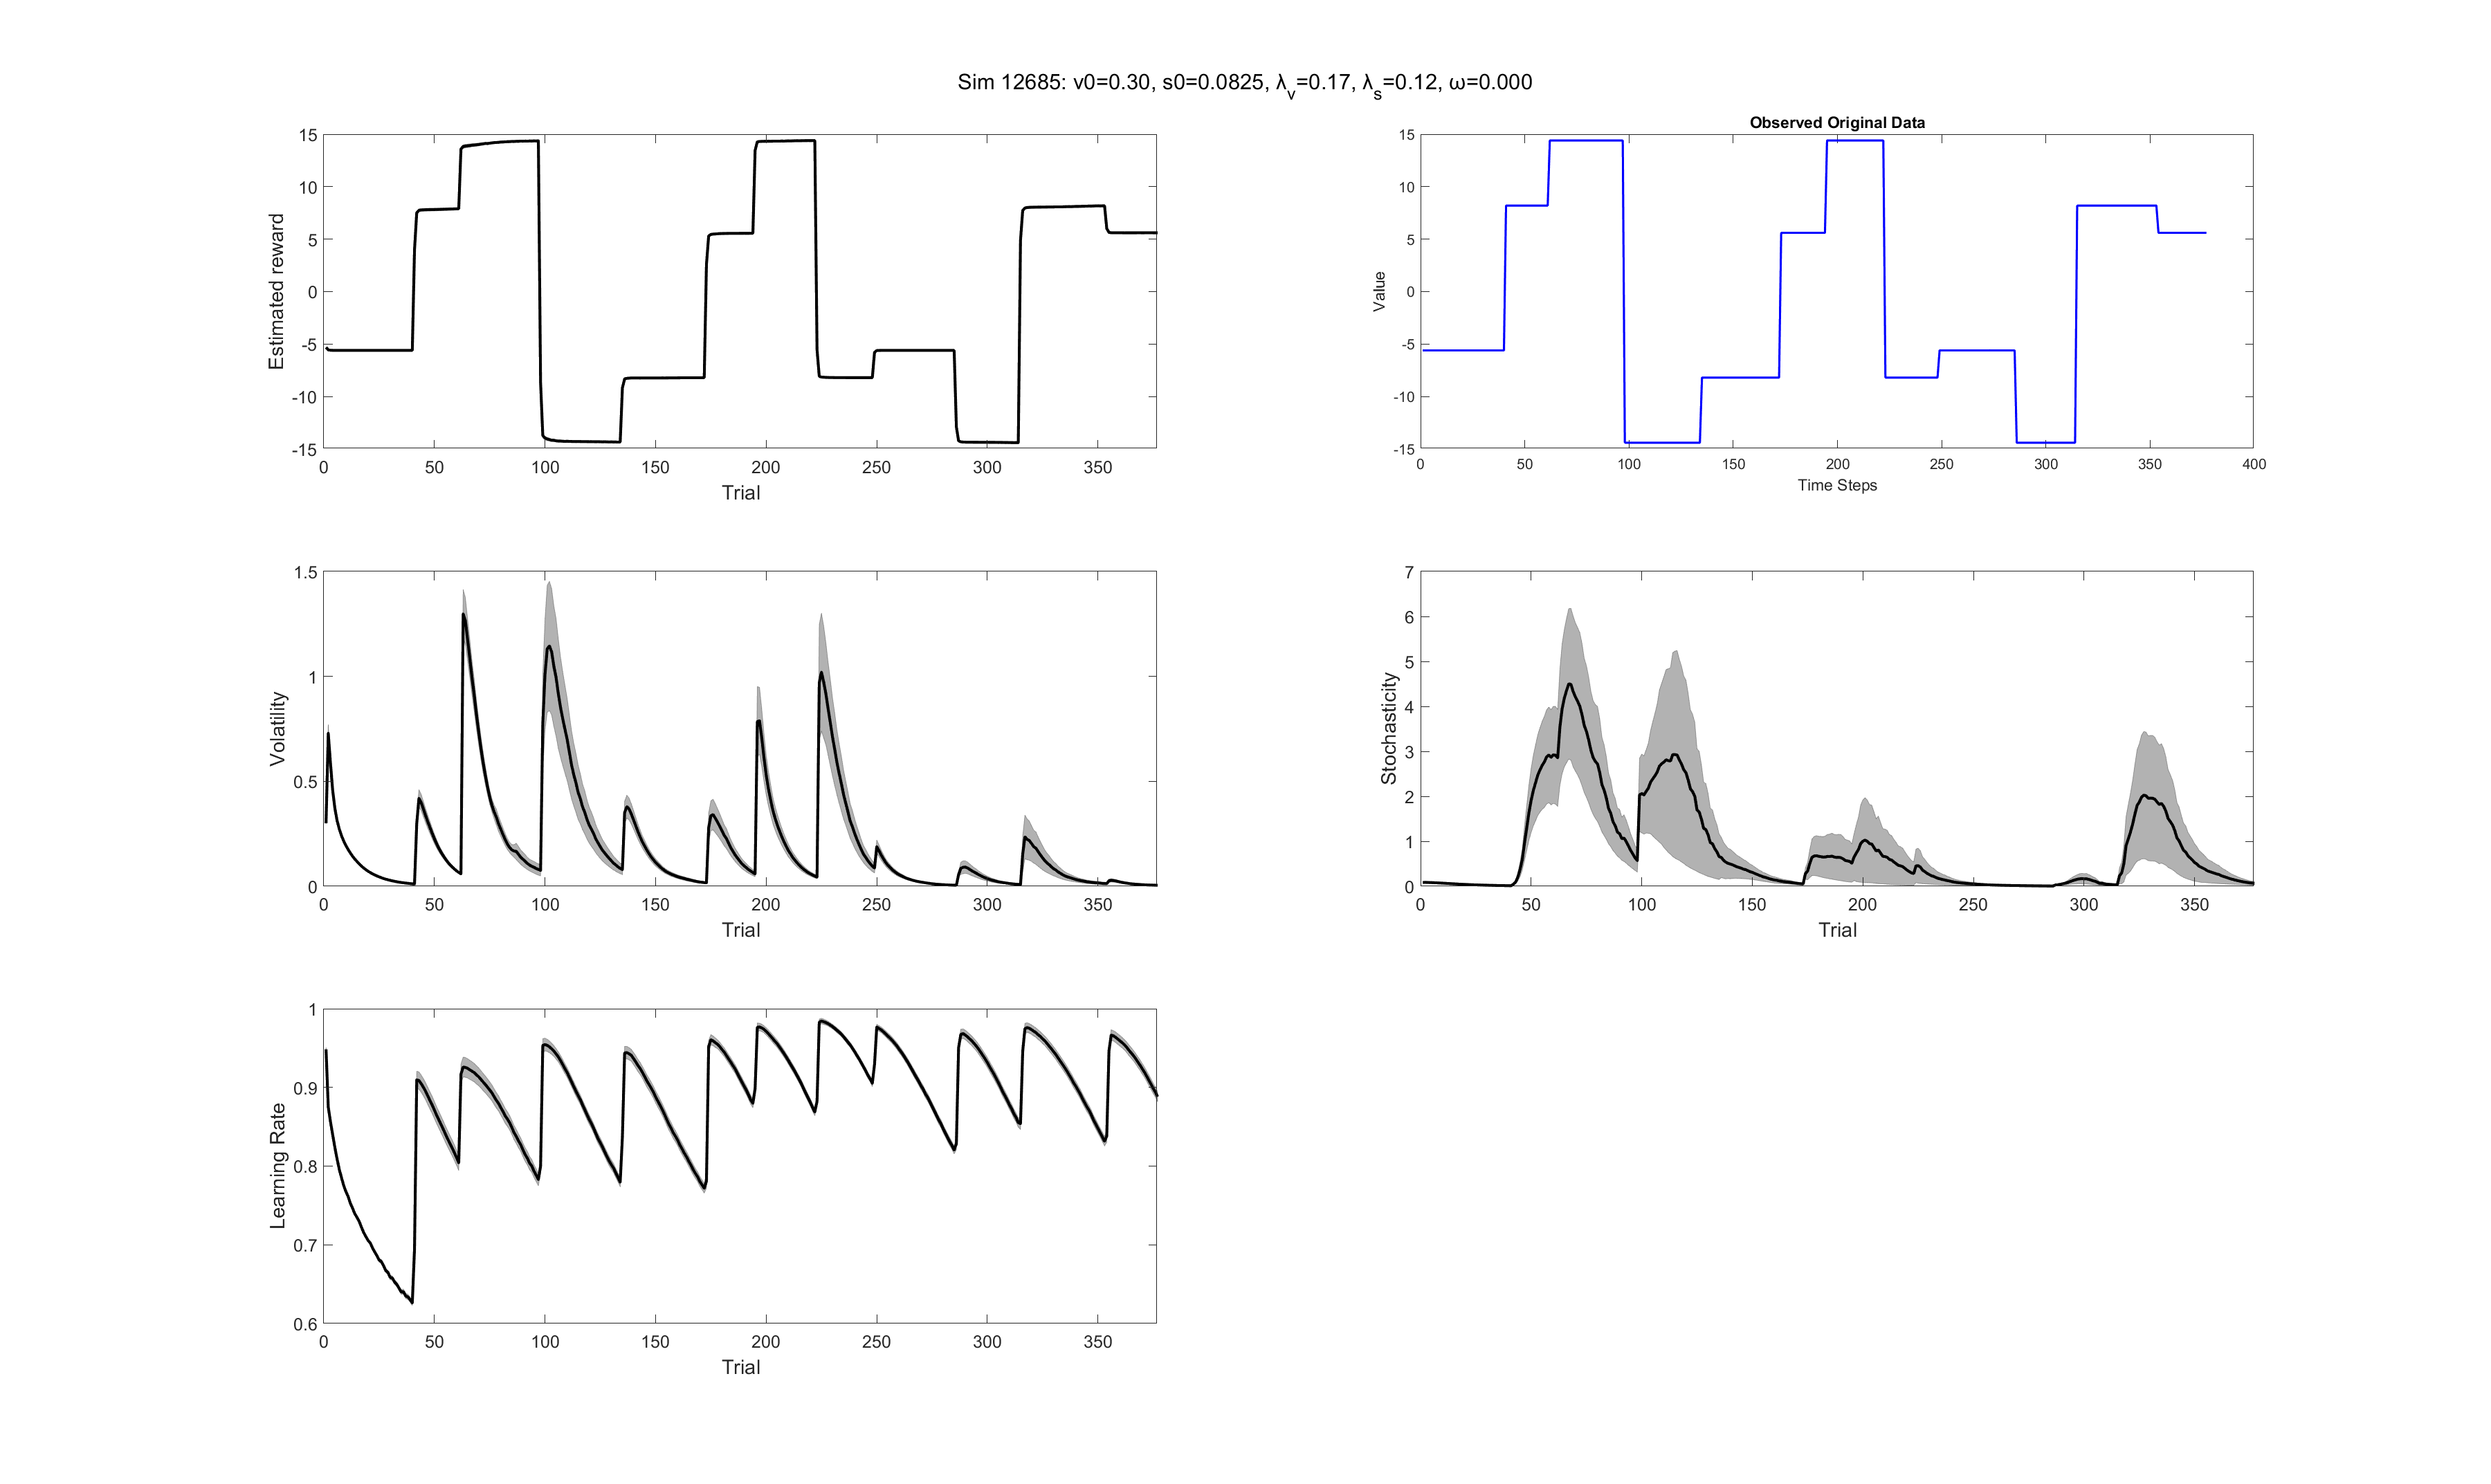 Sim 12685: v0=0.30, s0=0.0825, λv=0.17, λs=0.12, ω=0.000
15
10
5
0
-5
-10
-15
0 50 100 150 200 250 300 350
Estimated reward
Trial
Observed Original Data
15
10
5
0
-5
-10
-15
0 50 100 150 200 250 300 350 400
Value
Time Steps
1.5
1
0.5
0
0 50 100 150 200 250 300 350
Volatility
Trial
7
6
5
4
3
2
1
0
0 50 100 150 200 250 300 350
Stochasticity
Trial
1
0.9
0.8
0.7
0.6
0 50 100 150 200 250 300 350
Learning Rate
Trial